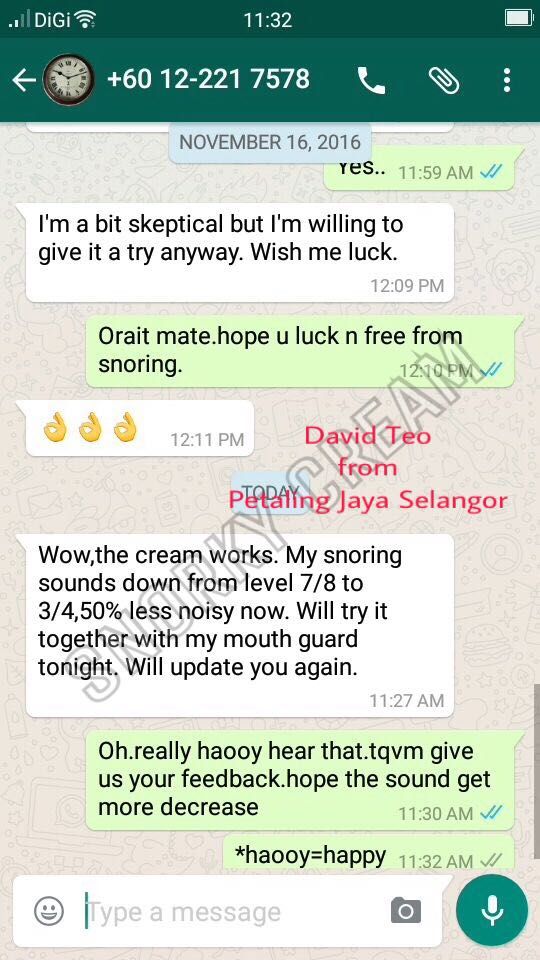 DiGi 11:32
+60 12-221 7578
NOVEMBER 16, 2016
Yes.. 11:59 AM
I'm a bit skeptical but I'm willing to
give it a try anyway. Wish me luck.
12:09 PM
Orait mate.hope u luck n free from
snoring.
12:10 PM
12:11 PM
David Teo
from
Petaling Jaya Selangor
TODAY
SNORKY CREAM
Wow,the cream works. My snoring
sounds down from level 7/8 to
3/4,50% less noisy now. Will try it
together with my mouth guard
tonight. Will update you again.
11:27 AM
Oh.really haooy hear that.tqvm give
us your feedback.hope the sound get
more decrease 11:30 AM
*haooy=happy 11:32 AM
Type a message